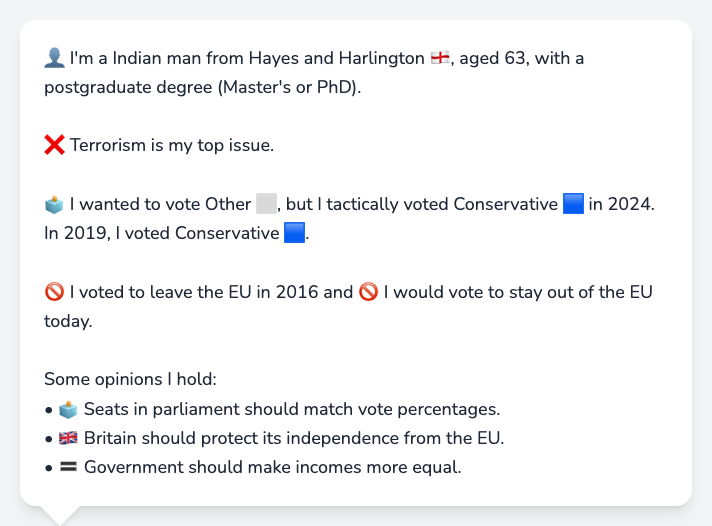 👤 I'm a Indian man from Hayes and Harlington 🏴󠁧󠁢󠁥󠁮󠁧󠁿, aged 63, with a
postgraduate degree (Master's or PhD).
❌ Terrorism is my top issue.
🗳️ I wanted to vote Other ⬜, but I tactically voted Conservative 🟦 in 2024.
In 2019, I voted Conservative 🟦.
🚫 I voted to leave the EU in 2016 and 🚫 I would vote to stay out of the EU
today.
Some opinions I hold:
• 🗳️ Seats in parliament should match vote percentages.
• 🇬🇧 Britain should protect its independence from the EU.
• 🟰 Government should make incomes more equal.